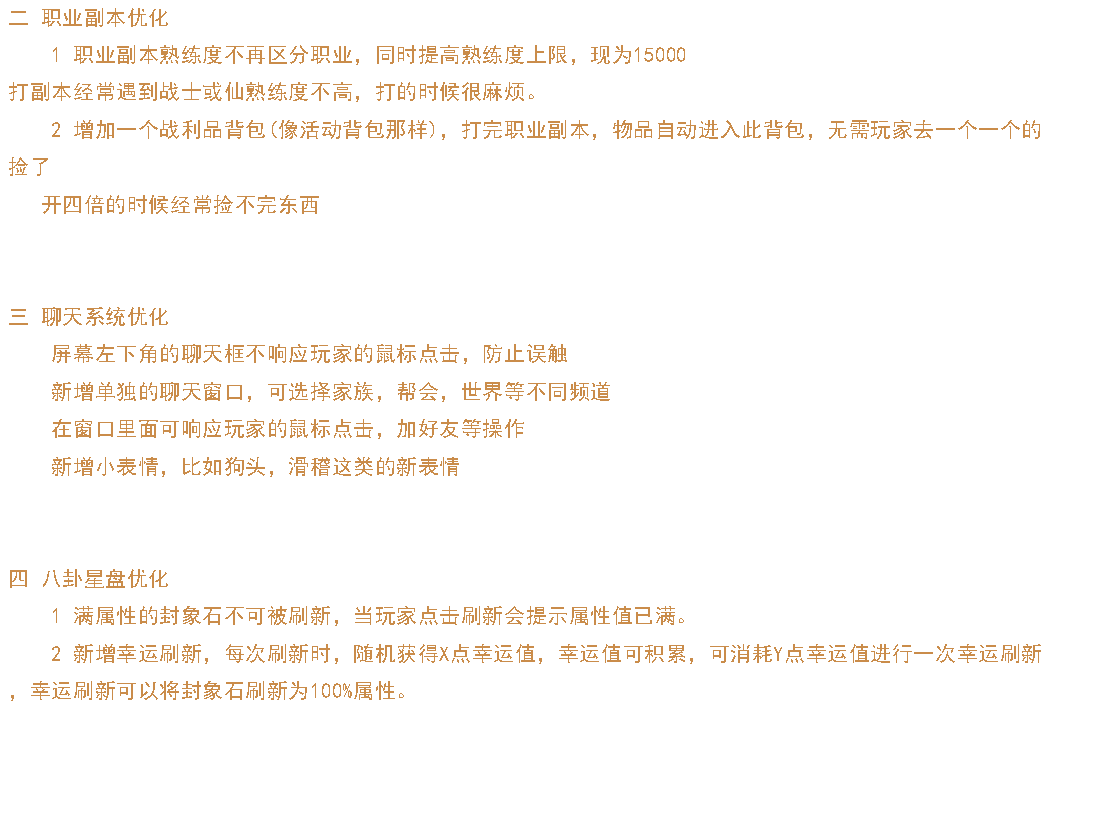 二 职业副本优化
1 职业副本熟练度不再区分职业，同时提高熟练度上限，现为15000
打副本经常遇到战士或仙熟练度不高，打的时候很麻烦。
2 增加一个战利品背包(像活动背包那样)，打完职业副本，物品自动进入此背包，无需玩家去一个一个的
捡了
开四倍的时候经常捡不完东西
三 聊天系统优化
屏幕左下角的聊天框不响应玩家的鼠标点击，防止误触
新增单独的聊天窗口，可选择家族，帮会，世界等不同频道
在窗口里面可响应玩家的鼠标点击，加好友等操作
新增小表情，比如狗头，滑稽这类的新表情
四 八卦星盘优化
1 满属性的封象石不可被刷新，当玩家点击刷新会提示属性值已满。
2 新增幸运刷新，每次刷新时，随机获得X点幸运值，幸运值可积累，可消耗Y点幸运值进行一次幸运刷新
，幸运刷新可以将封象石刷新为100%属性。